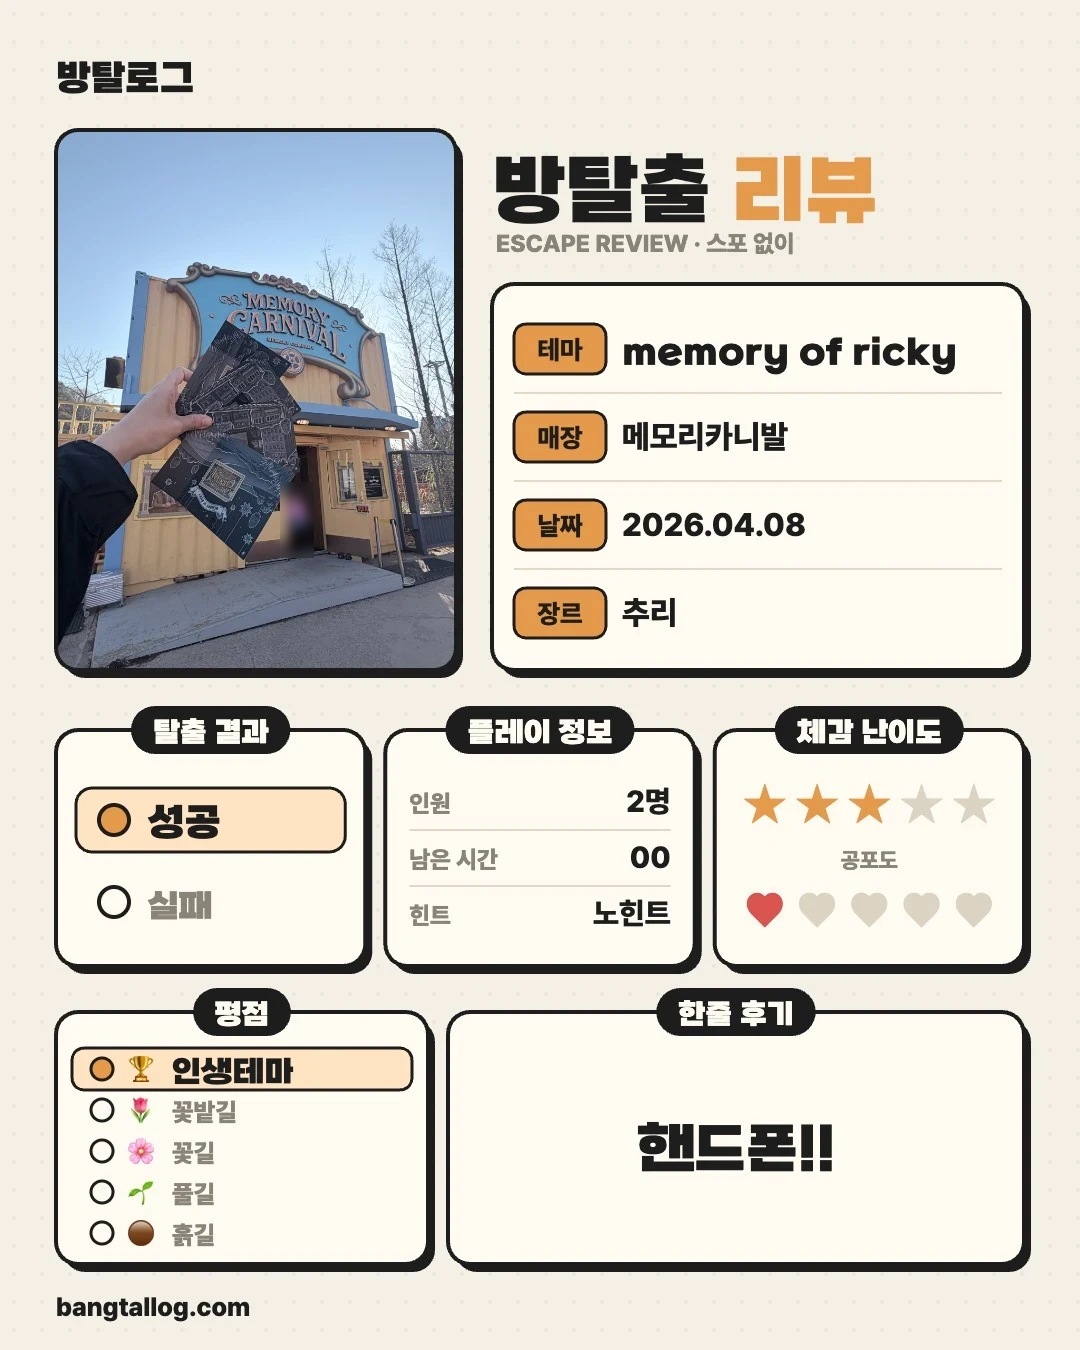 방탈로그
MEMORY
CARNIVAL
방탈출 리뷰
ESCAPE REVIEW · 스포 없이
테마 memory of ricky
매장 메모리카니발
날짜 2026.04.08
장르 추리
탈출 결과
성공
실패
플레이 정보
인원 2명
남은 시간 00
힌트 노힌트
체감 난이도
공포도
평점
인생테마
꽃밭길
꽃길
풀길
흙길
한줄 후기
핸드폰!!
bangtallog.com